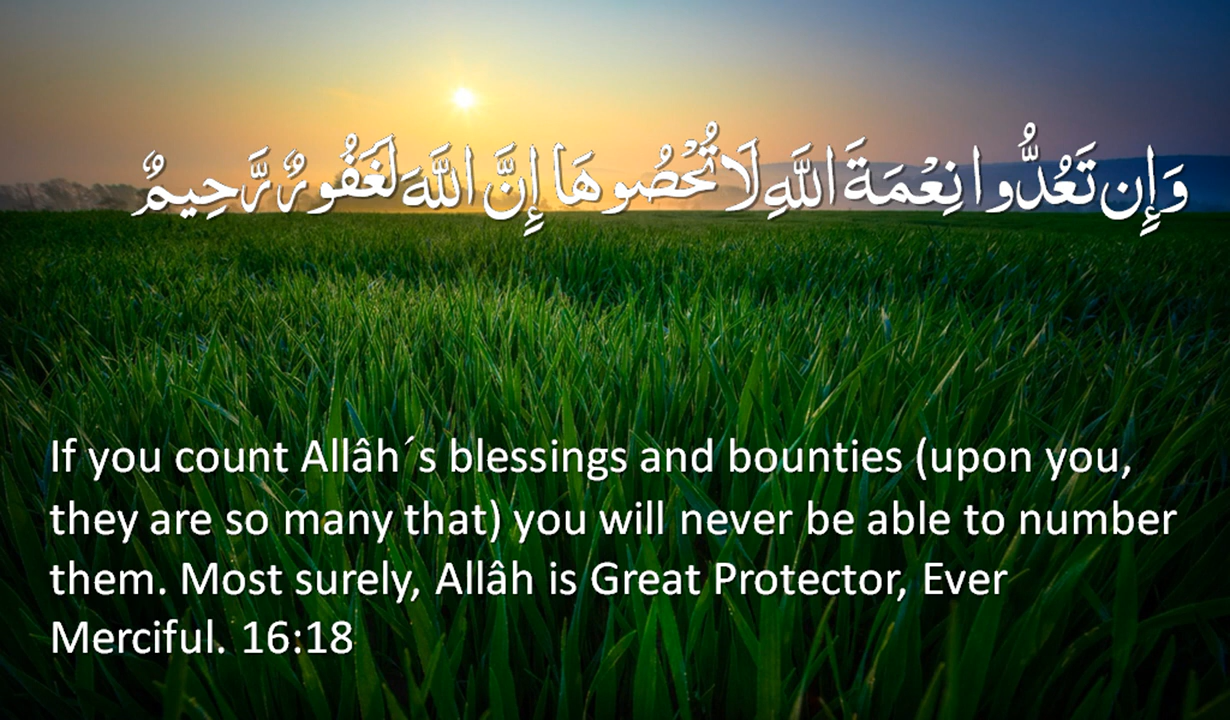 وَإِن تَعُدُّوا نِعْمَةَ اللَّهِ لَا تُحْصُوهَا إِنَّ اللَّهَ لَغَفُورٌ رَّحِيمٌ
If you count Allâh´s blessings and bounties (upon you,
they are so many that) you will never be able to number
them. Most surely, Allâh is Great Protector, Ever
Merciful. 16:18